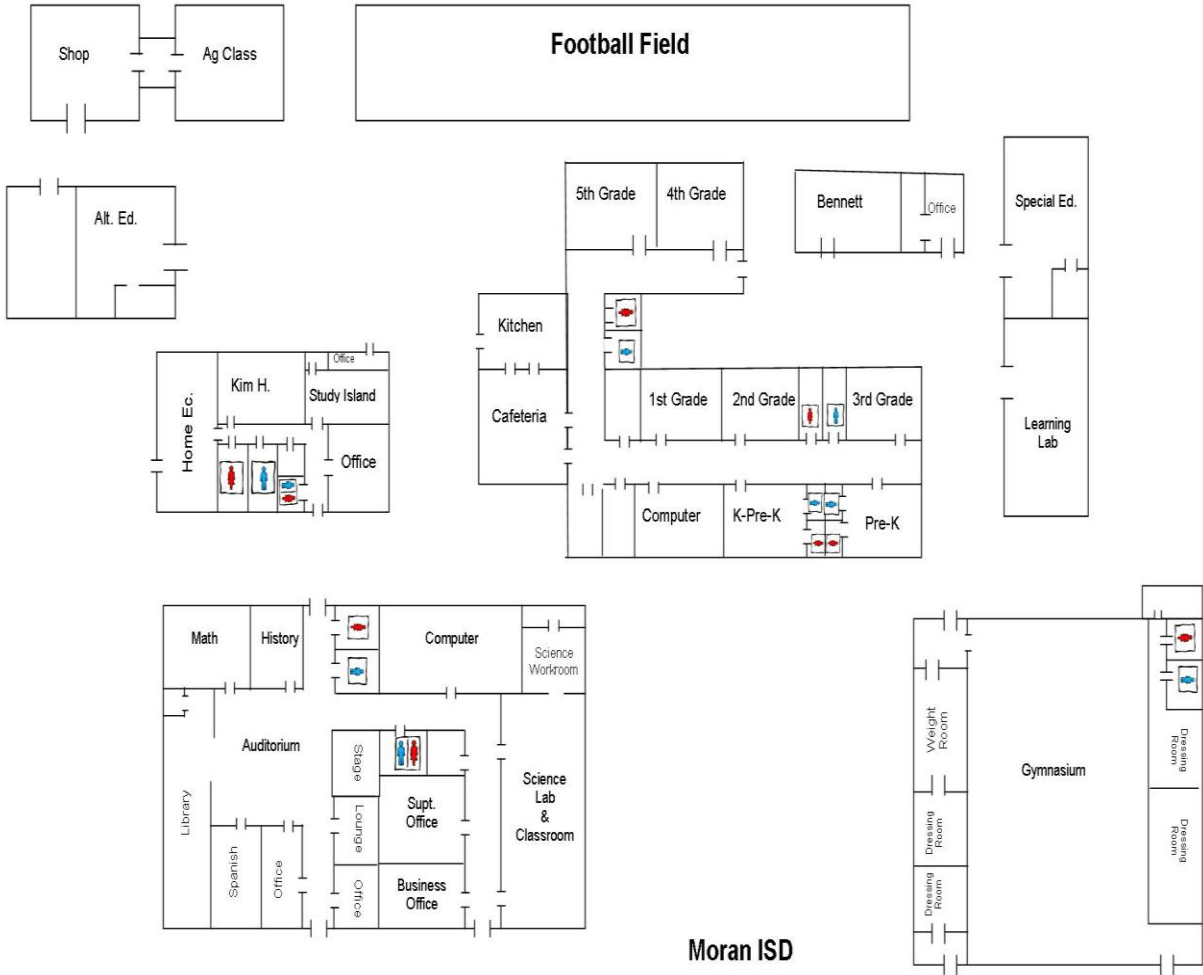 Football Field
Shop
Ag Class
5th Grade
4th Grade
Bennett
Office
Special Ed.
Alt. Ed.
Kitchen
Office
Kim H.
Study Island
Home Ec.
Office
Cafeteria
1st Grade
2nd Grade
3rd Grade
Learning
Lab
Computer
K-Pre-K
Pre-K
Math
History
Computer
Science
Workroom
Auditorium
Library
Stage
Lounge
Office
Supt.
Office
Business
Office
Science
Lab
&
Classroom
Spanish
Office
Weight
Room
Gymnasium
Dressing
Room
Dressing
Room
Dressing
Room
Dressing
Room
Moran ISD